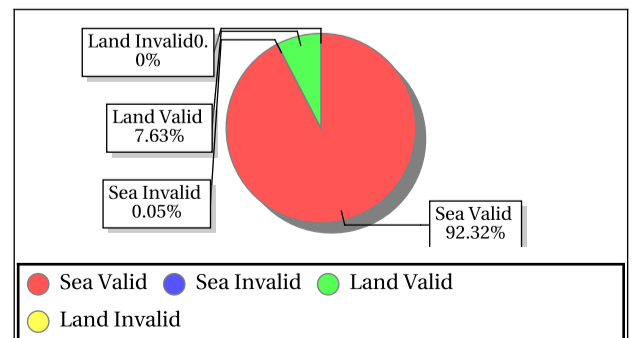 Land Invalid0.
0%
Land Valid
7.63%
Sea Invalid
0.05%
Sea Valid
92.32%
Sea Valid Sea Invalid Land Valid
Land Invalid